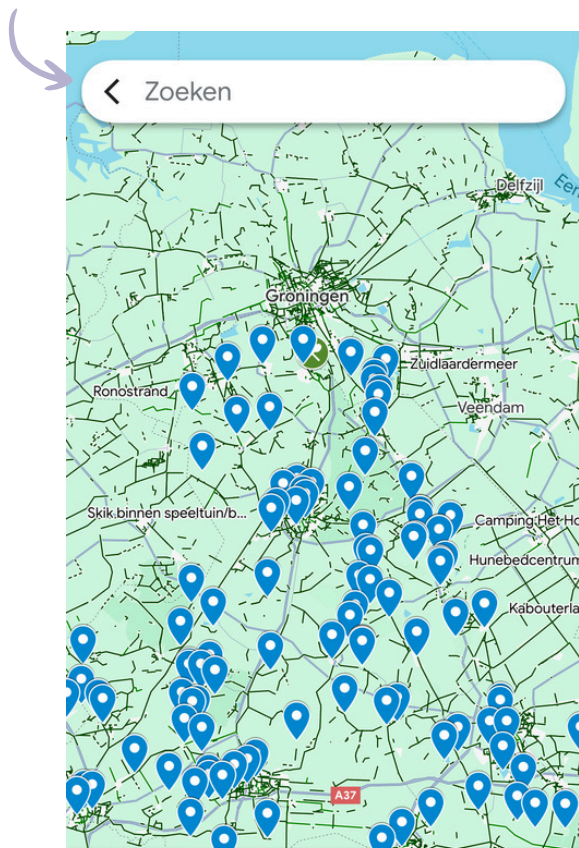 Zoeken
Delfzijl
Groningen
Zuidlaardermeer
Ronostrand
Veendam
Skik binnen speeltuin/b...
Camping Het Ho
Hunebedcentrum
Kabouterla
A37